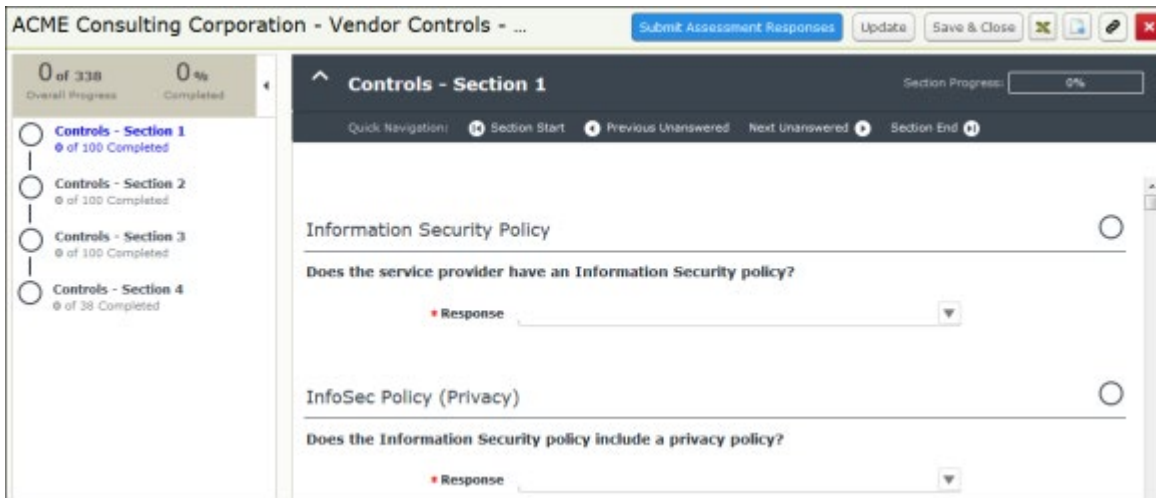 ACME Consulting Corporation - Vendor Controls - ...
Submit Assessment Responses
Update
Save & Close
0 of 338
Overall Progress
0 %
Completed
Controls - Section 1
0 of 100 Completed
Controls - Section 2
0 of 100 Completed
Controls - Section 3
0 of 100 Completed
Controls - Section 4
0 of 38 Completed
Controls - Section 1
Section Progress: 0%
Quick Navigation: Section Start Previous Unanswered Next Unanswered Section End
Information Security Policy
Does the service provider have an Information Security policy?
* Response
InfoSec Policy (Privacy)
Does the Information Security policy include a privacy policy?
* Response